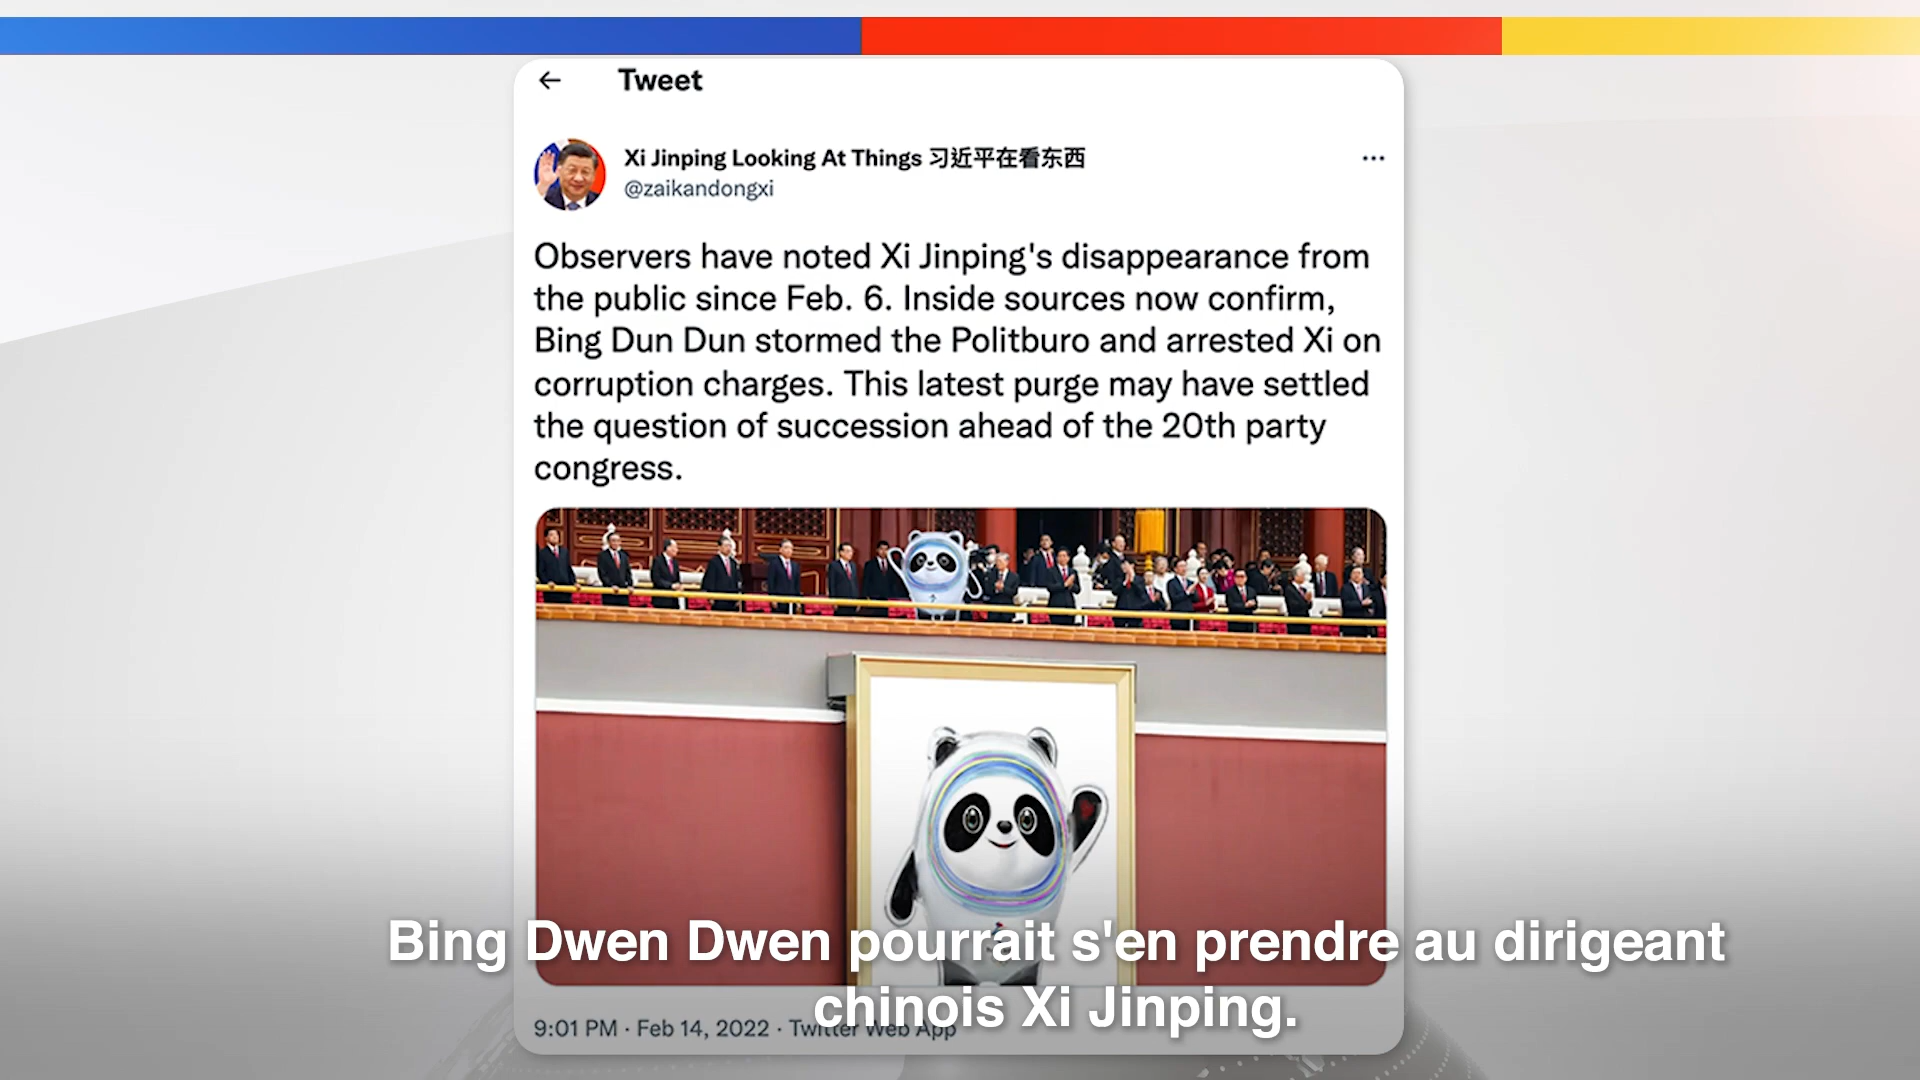 Tweet
Xi Jinping Looking At Things 习近平在看东西
@zaikandongxi
Observers have noted Xi Jinping's disappearance from
the public since Feb. 6. Inside sources now confirm,
Bing Dun Dun stormed the Politburo and arrested Xi on
corruption charges. This latest purge may have settled
the question of succession ahead of the 20th party
congress.
Bing Dwen Dwen pourrait s'en prendre au dirigeant
chinois Xi Jinping.
9:01 PM · Feb 14, 2022 · Twitter Web App